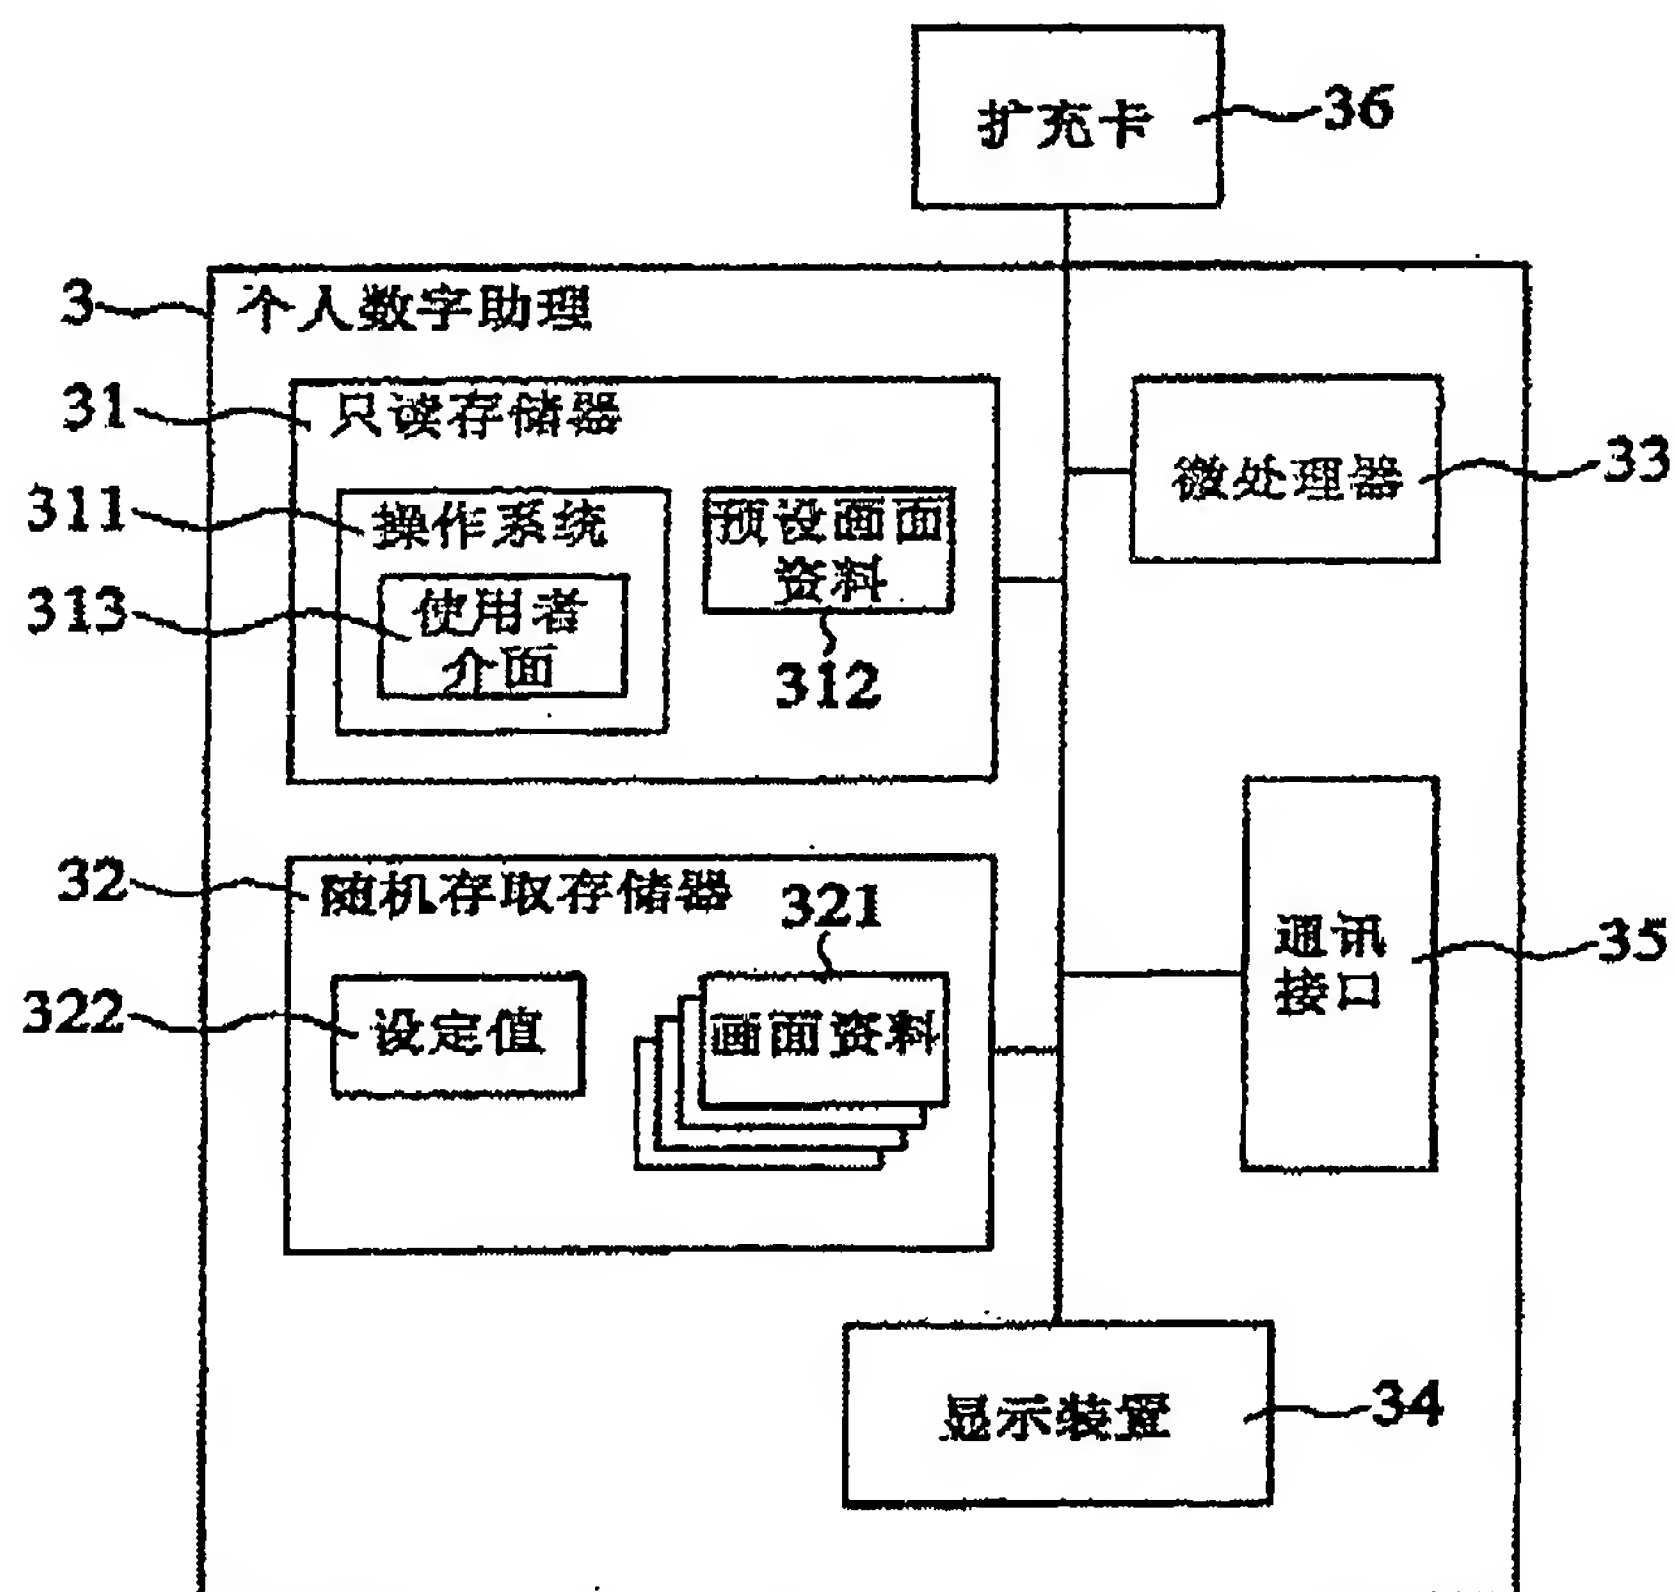 扩充卡
36
3
个人数字助理
31
只读存储器
311
操作系统
预设画面
资料
313
使用者
介面
312
微处理器
33
32
随机存取存储器
321
322
设定值
画面资料
通讯
接口
35
显示装置
34